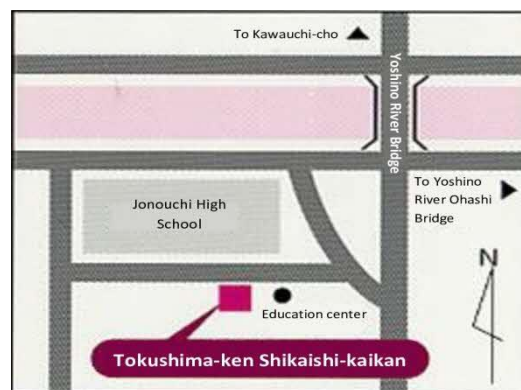 To Kawauchi-cho
Yoshino River Bridge
To Yoshino
River Ohashi
Bridge
Jonouchi High
School
N
Education center
Tokushima-ken Shikaishi-kaikan